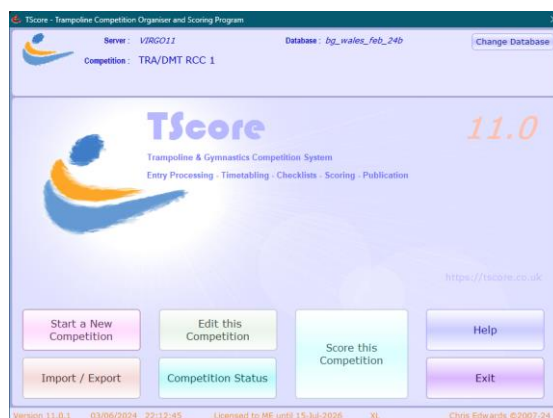 TScore - Trampoline Competition Organiser and Scoring Program
Server : VIRGO11 Database : bg_wales_feb_24b Change Database
Competition : TRA/DMT RCC 1
TScore 11.0
Trampoline & Gymnastics Competition System
Entry Processing - Timetabling - Checklists - Scoring - Publication
https://tscore.co.uk
Start a New
Competition
Edit this
Competition
Score this
Competition
Help
Import / Export
Competition Status
Exit
Version 11.0.1 03/06/2024 22:12:45 Licensed to ME until 15-Jul-2026 XL Chris Edwards ©2007-24